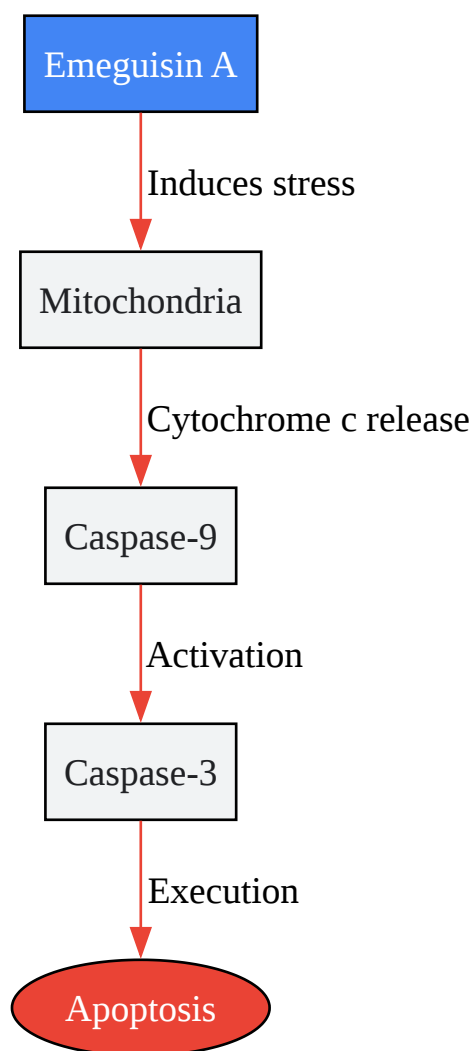 Emeguisin A
Induces stress
Mitochondria
Cytochrome c release
Caspase-9
Activation
Caspase-3
Execution
Apoptosis